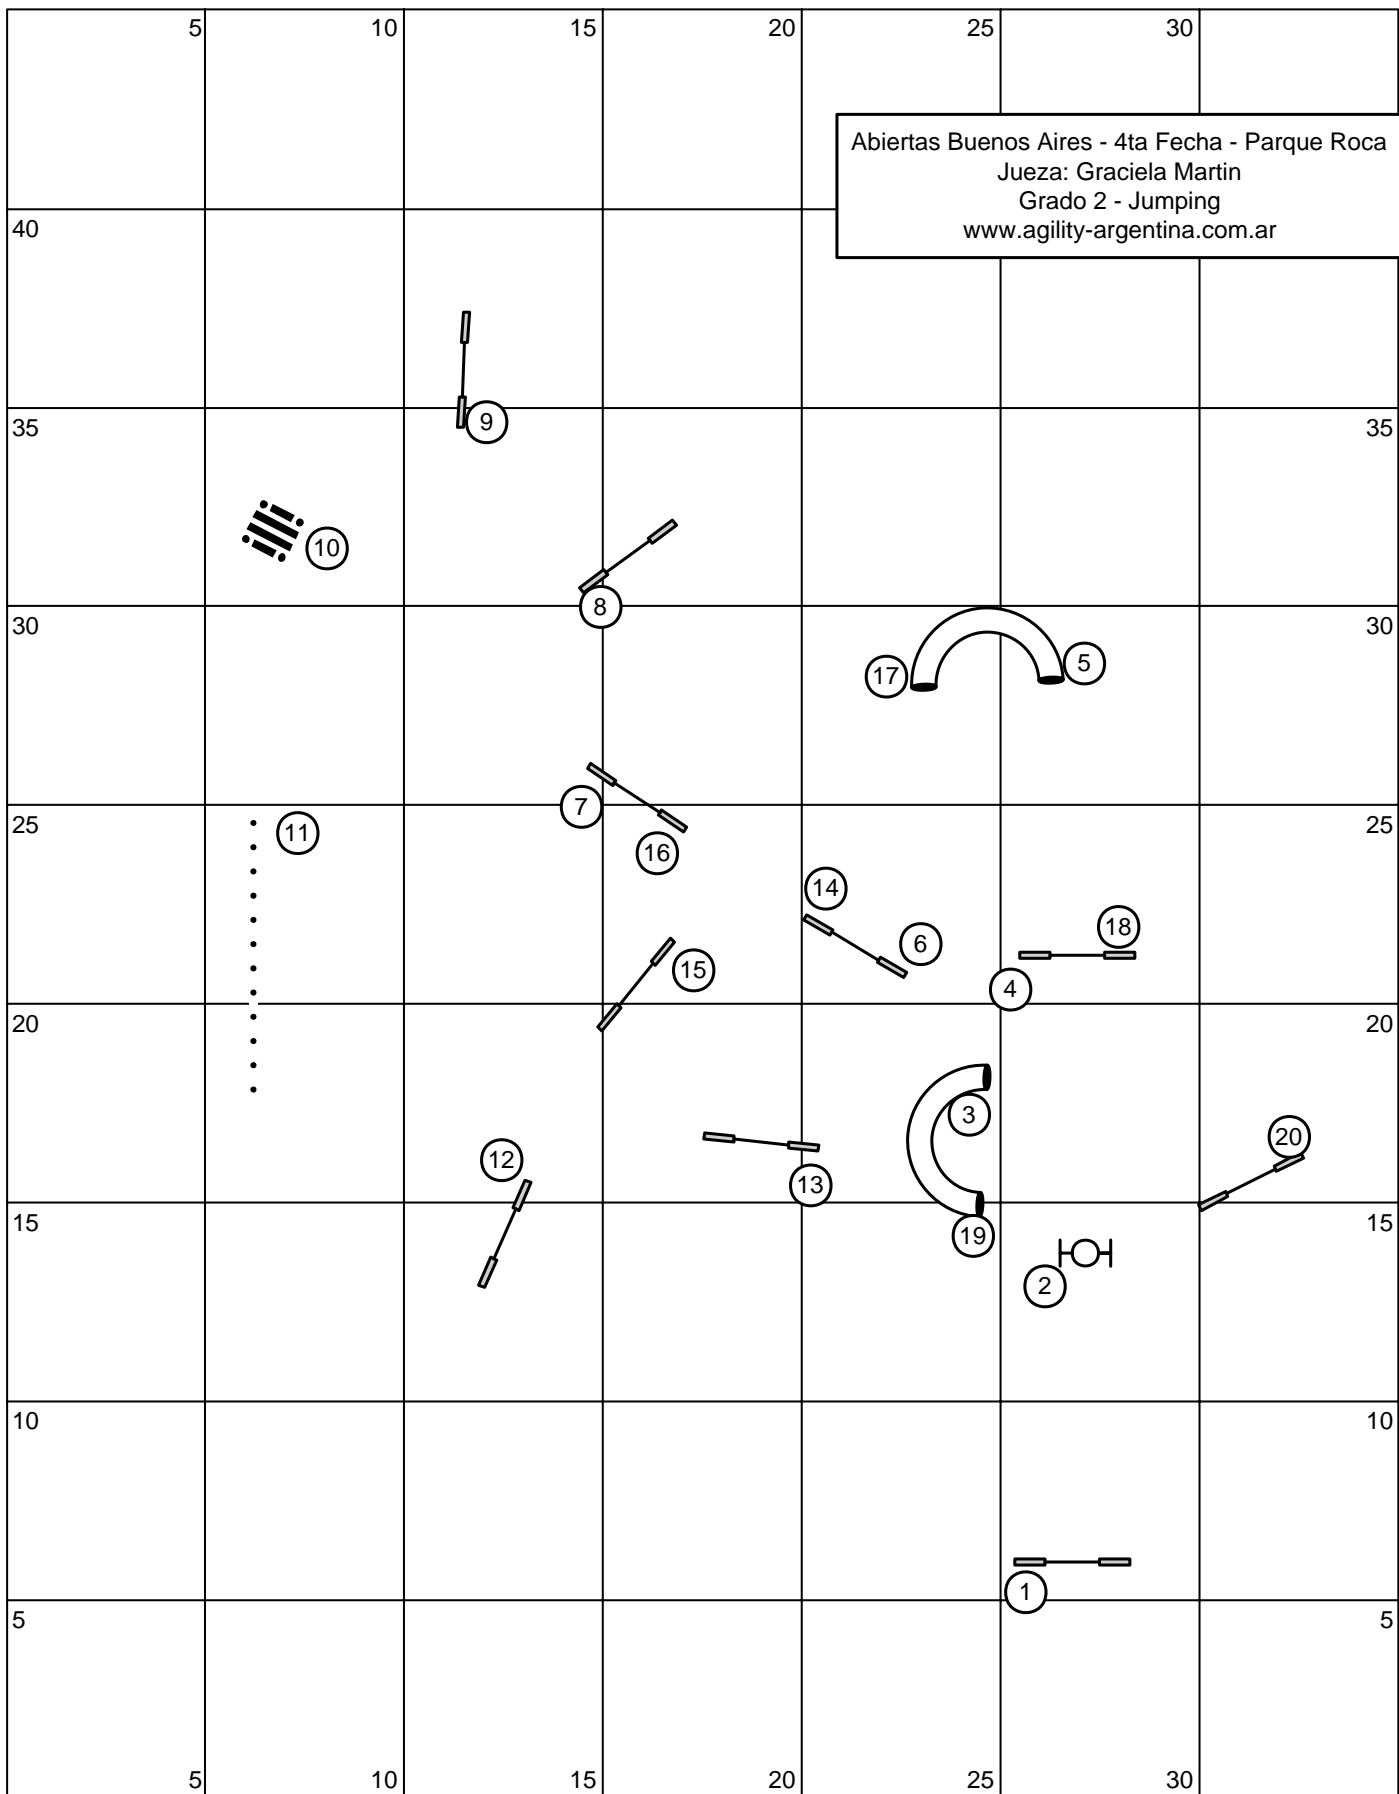 5 10 15 20 25 30
Abiertas Buenos Aires - 4ta Fecha - Parque Roca
Jueza: Graciela Martin
Grado 2 - Jumping
www.agility-argentina.com.ar
40
35 9 35
10
8
30 30
17 5
7
25 11 16 25
14
6 18
15
4
20 20
3
12 13 20
15 19 15
2
10 10
1
5 5
5 10 15 20 25 30